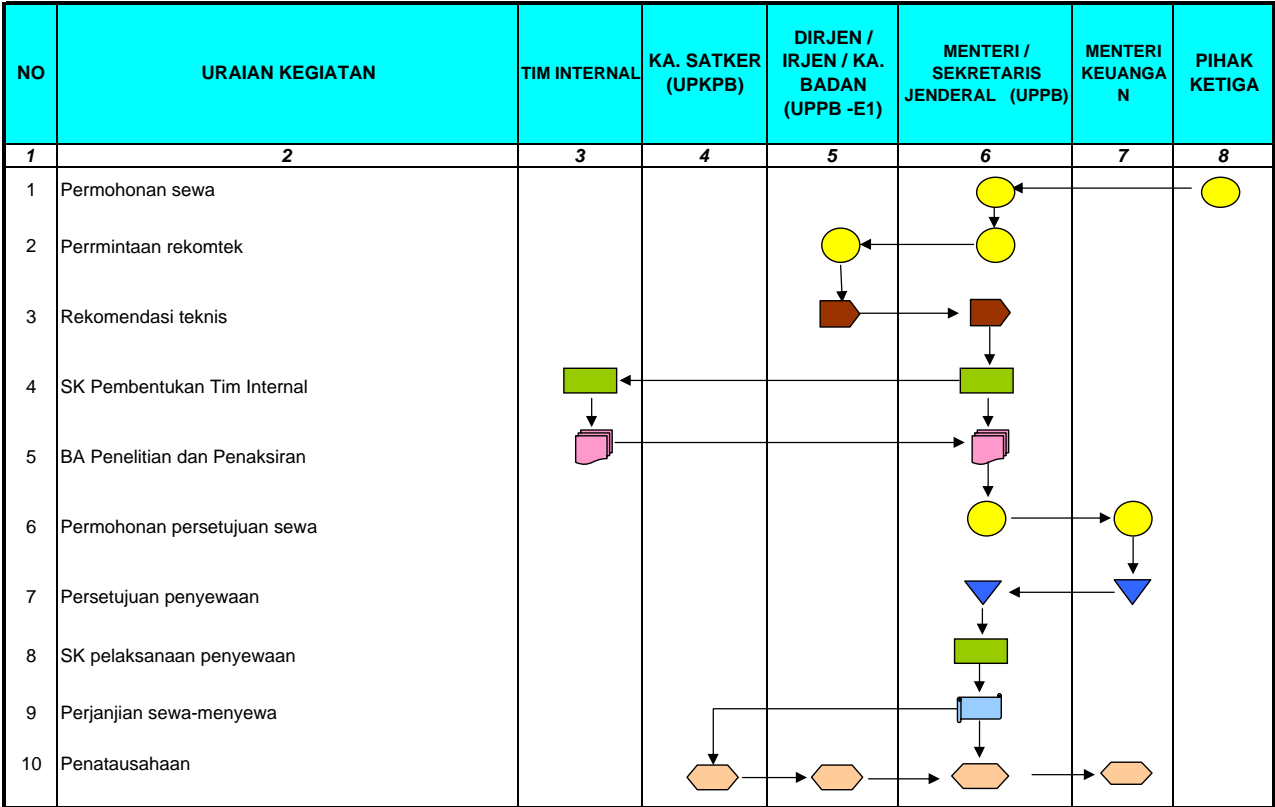 NO
URAIAN KEGIATAN
TIM INTERNAL
KA. SATKER
(UPKPB)
DIRJEN /
IRJEN / KA.
BADAN
(UPPB -E1)
MENTERI /
SEKRETARIS
JENDERAL (UPPB)
MENTERI
KEUANGA
N
PIHAK
KETIGA
1 2 3 4 5 6 7 8
1 Permohonan sewa
2 Perrmintaan rekomtek
3 Rekomendasi teknis
4 SK Pembentukan Tim Internal
5 BA Penelitian dan Penaksiran
6 Permohonan persetujuan sewa
7 Persetujuan penyewaan
8 SK pelaksanaan penyewaan
9 Perjanjian sewa-menyewa
10 Penatausahaan